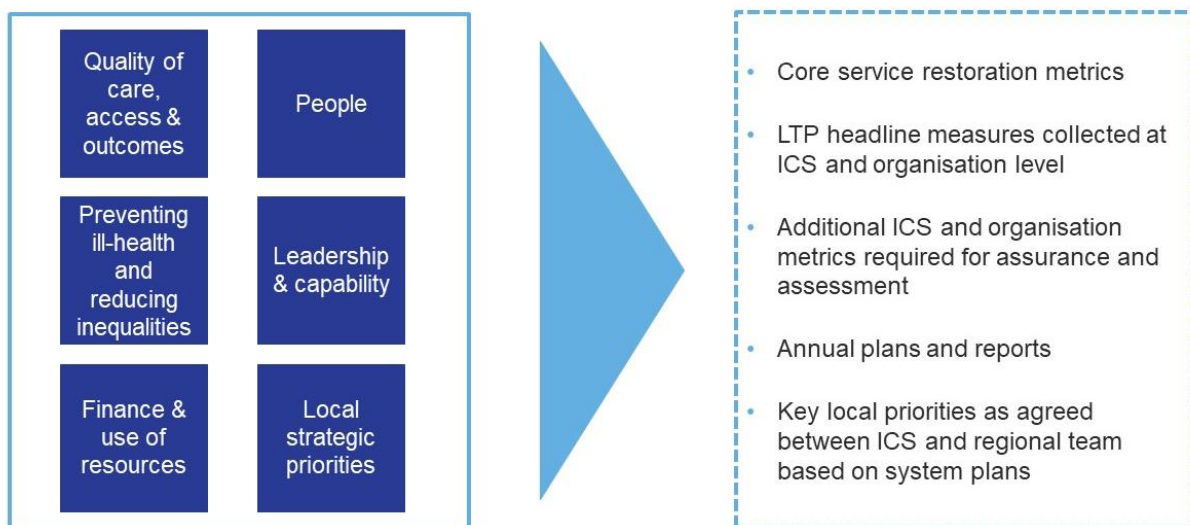 Quality of
care,
access &
outcomes
People
Preventing
ill-health
and
reducing
inequalities
Leadership
& capability
Finance &
use of
resources
Local
strategic
priorities
• Core service restoration metrics
• LTP headline measures collected at
ICS and organisation level
• Additional ICS and organisation
metrics required for assurance and
assessment
• Annual plans and reports
• Key local priorities as agreed
between ICS and regional team
based on system plans